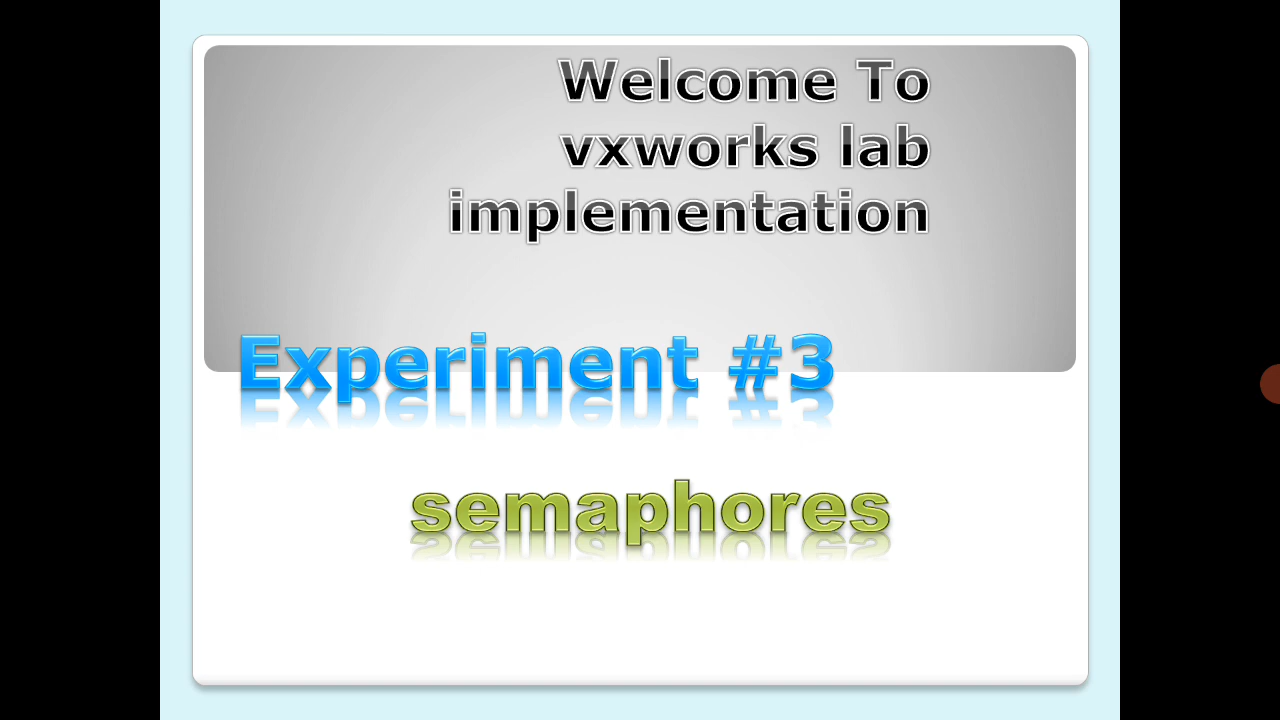 Welcome To
vxworks lab
implementation
Experiment #3
semaphores